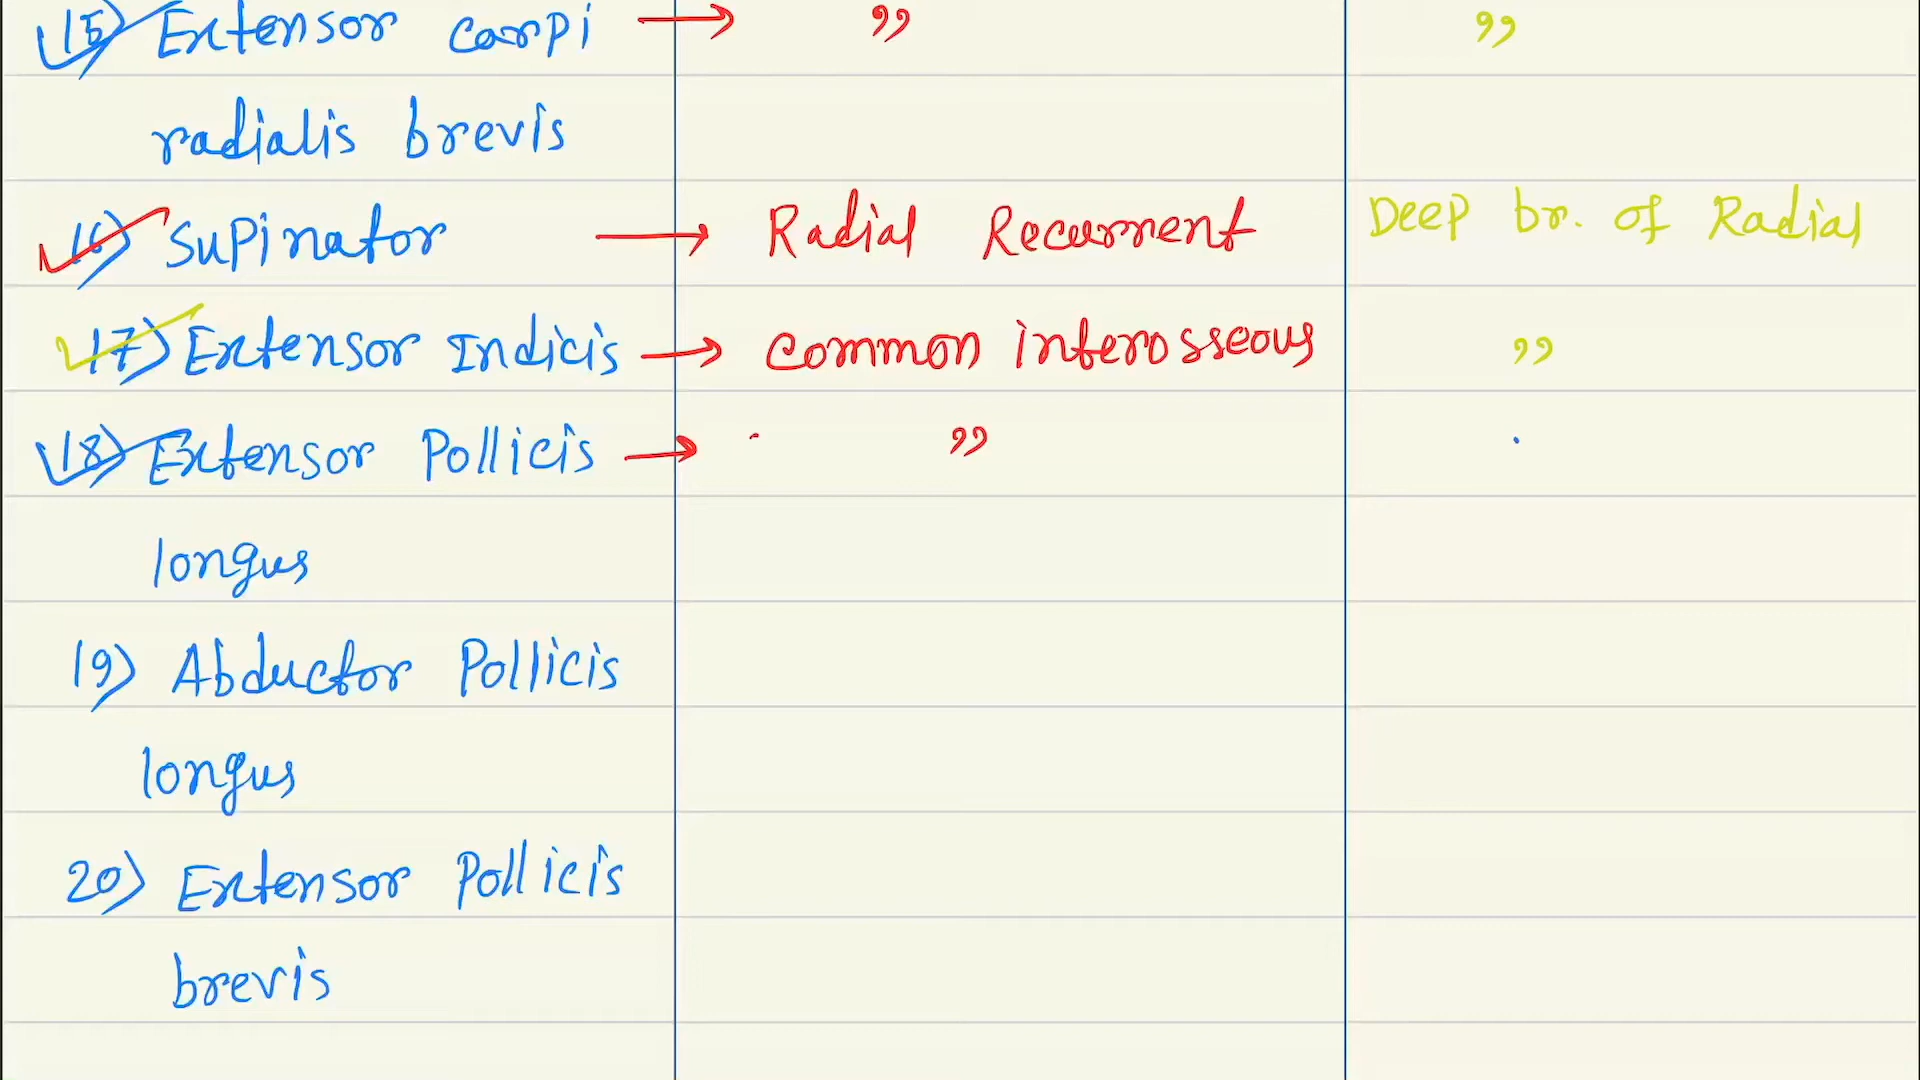 15) Extensor carpi → ,, ,,
radialis brevis
16) Supinator → Radial Recurrent Deep br. of Radial
17) Extensor Indicis → common interosseous ,,
18) Extensor Pollicis → ,,
longus
19) Abductor Pollicis
longus
20) Extensor Pollicis
brevis